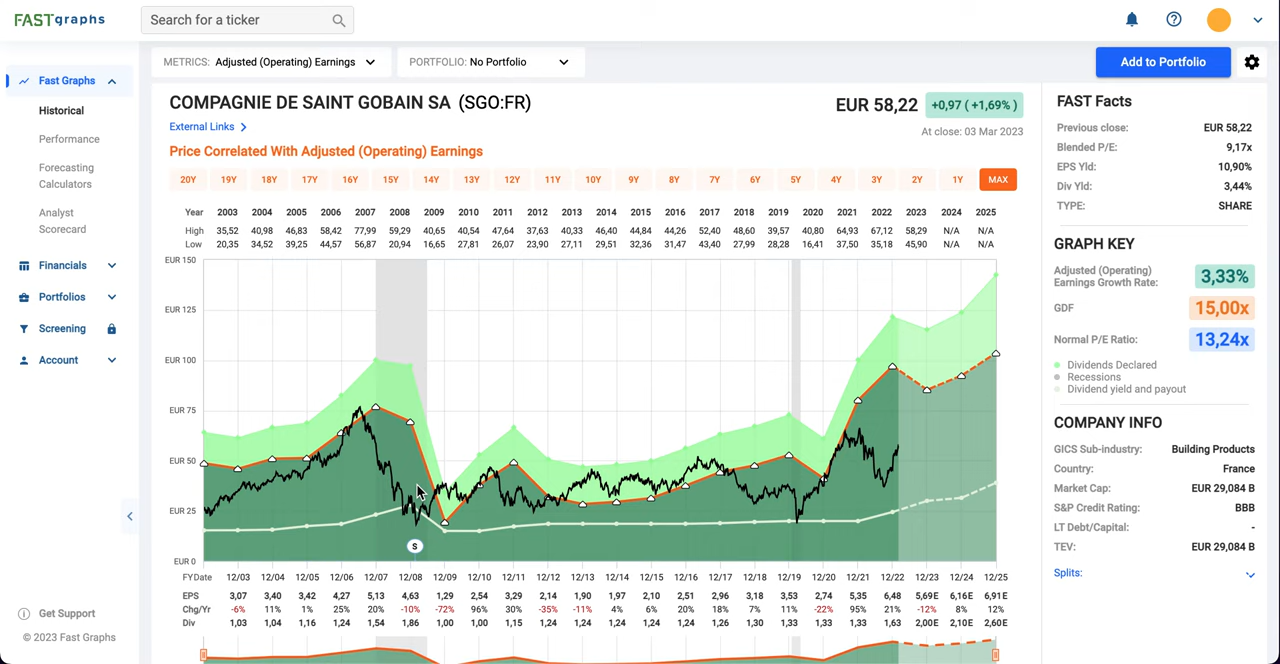 FAST graphs
Search for a ticker
METRICS: Adjusted (Operating) Earnings
PORTFOLIO: No Portfolio
Add to Portfolio
Fast Graphs
Historical
Performance
Forecasting
Calculators
Analyst
Scorecard
Financials
Portfolios
Screening
Account
Get Support
© 2023 Fast Graphs
COMPAGNIE DE SAINT GOBAIN SA (SGO:FR)
EUR 58,22 +0,97 ( +1,69% )
External Links
At close: 03 Mar 2023
Price Correlated With Adjusted (Operating) Earnings
20Y 19Y 18Y 17Y 16Y 15Y 14Y 13Y 12Y 11Y 10Y 9Y 8Y 7Y 6Y 5Y 4Y 3Y 2Y 1Y MAX
Year 2003 2004 2005 2006 2007 2008 2009 2010 2011 2012 2013 2014 2015 2016 2017 2018 2019 2020 2021 2022 2023 2024 2025
High 35,52 40,98 46,83 58,42 77,99 59,29 40,65 40,54 47,64 37,63 40,33 46,40 44,84 44,26 52,40 48,60 39,57 40,80 64,93 67,12 58,29 N/A N/A
Low 20,35 34,52 39,25 44,57 56,87 20,94 16,65 27,81 26,07 23,90 27,11 29,51 32,36 31,47 43,40 27,99 28,28 16,41 37,50 35,18 45,90 N/A N/A
EUR 150
EUR 125
EUR 100
EUR 75
EUR 50
EUR 25
EUR 0
S
FYDate 12/03 12/04 12/05 12/06 12/07 12/08 12/09 12/10 12/11 12/12 12/13 12/14 12/15 12/16 12/17 12/18 12/19 12/20 12/21 12/22 12/23 12/24 12/25
EPS 3,07 3,40 3,42 4,27 5,13 4,63 1,29 2,54 3,29 2,14 1,90 1,97 2,10 2,51 2,96 3,18 3,53 2,74 5,35 6,48 5,69E 6,16E 6,91E
Chg/Yr -6% 11% 1% 25% 20% -10% -72% 96% 30% -35% -11% 4% 6% 20% 18% 7% 11% -22% 95% 21% -12% 8% 12%
Div 1,03 1,04 1,16 1,24 1,54 1,86 1,00 1,00 1,15 1,24 1,24 1,24 1,24 1,24 1,26 1,30 1,33 1,33 1,33 1,63 2,00E 2,10E 2,60E
FAST Facts
Previous close: EUR 58,22
Blended P/E: 9,17x
EPS Yld: 10,90%
Div Yld: 3,44%
TYPE: SHARE
GRAPH KEY
Adjusted (Operating)
Earnings Growth Rate: 3,33%
GDF 15,00x
Normal P/E Ratio: 13,24x
Dividends Declared
Recessions
Dividend yield and payout
COMPANY INFO
GICS Sub-industry: Building Products
Country: France
Market Cap: EUR 29,084 B
S&P Credit Rating: BBB
LT Debt/Capital: -
TEV: EUR 29,084 B
Splits: